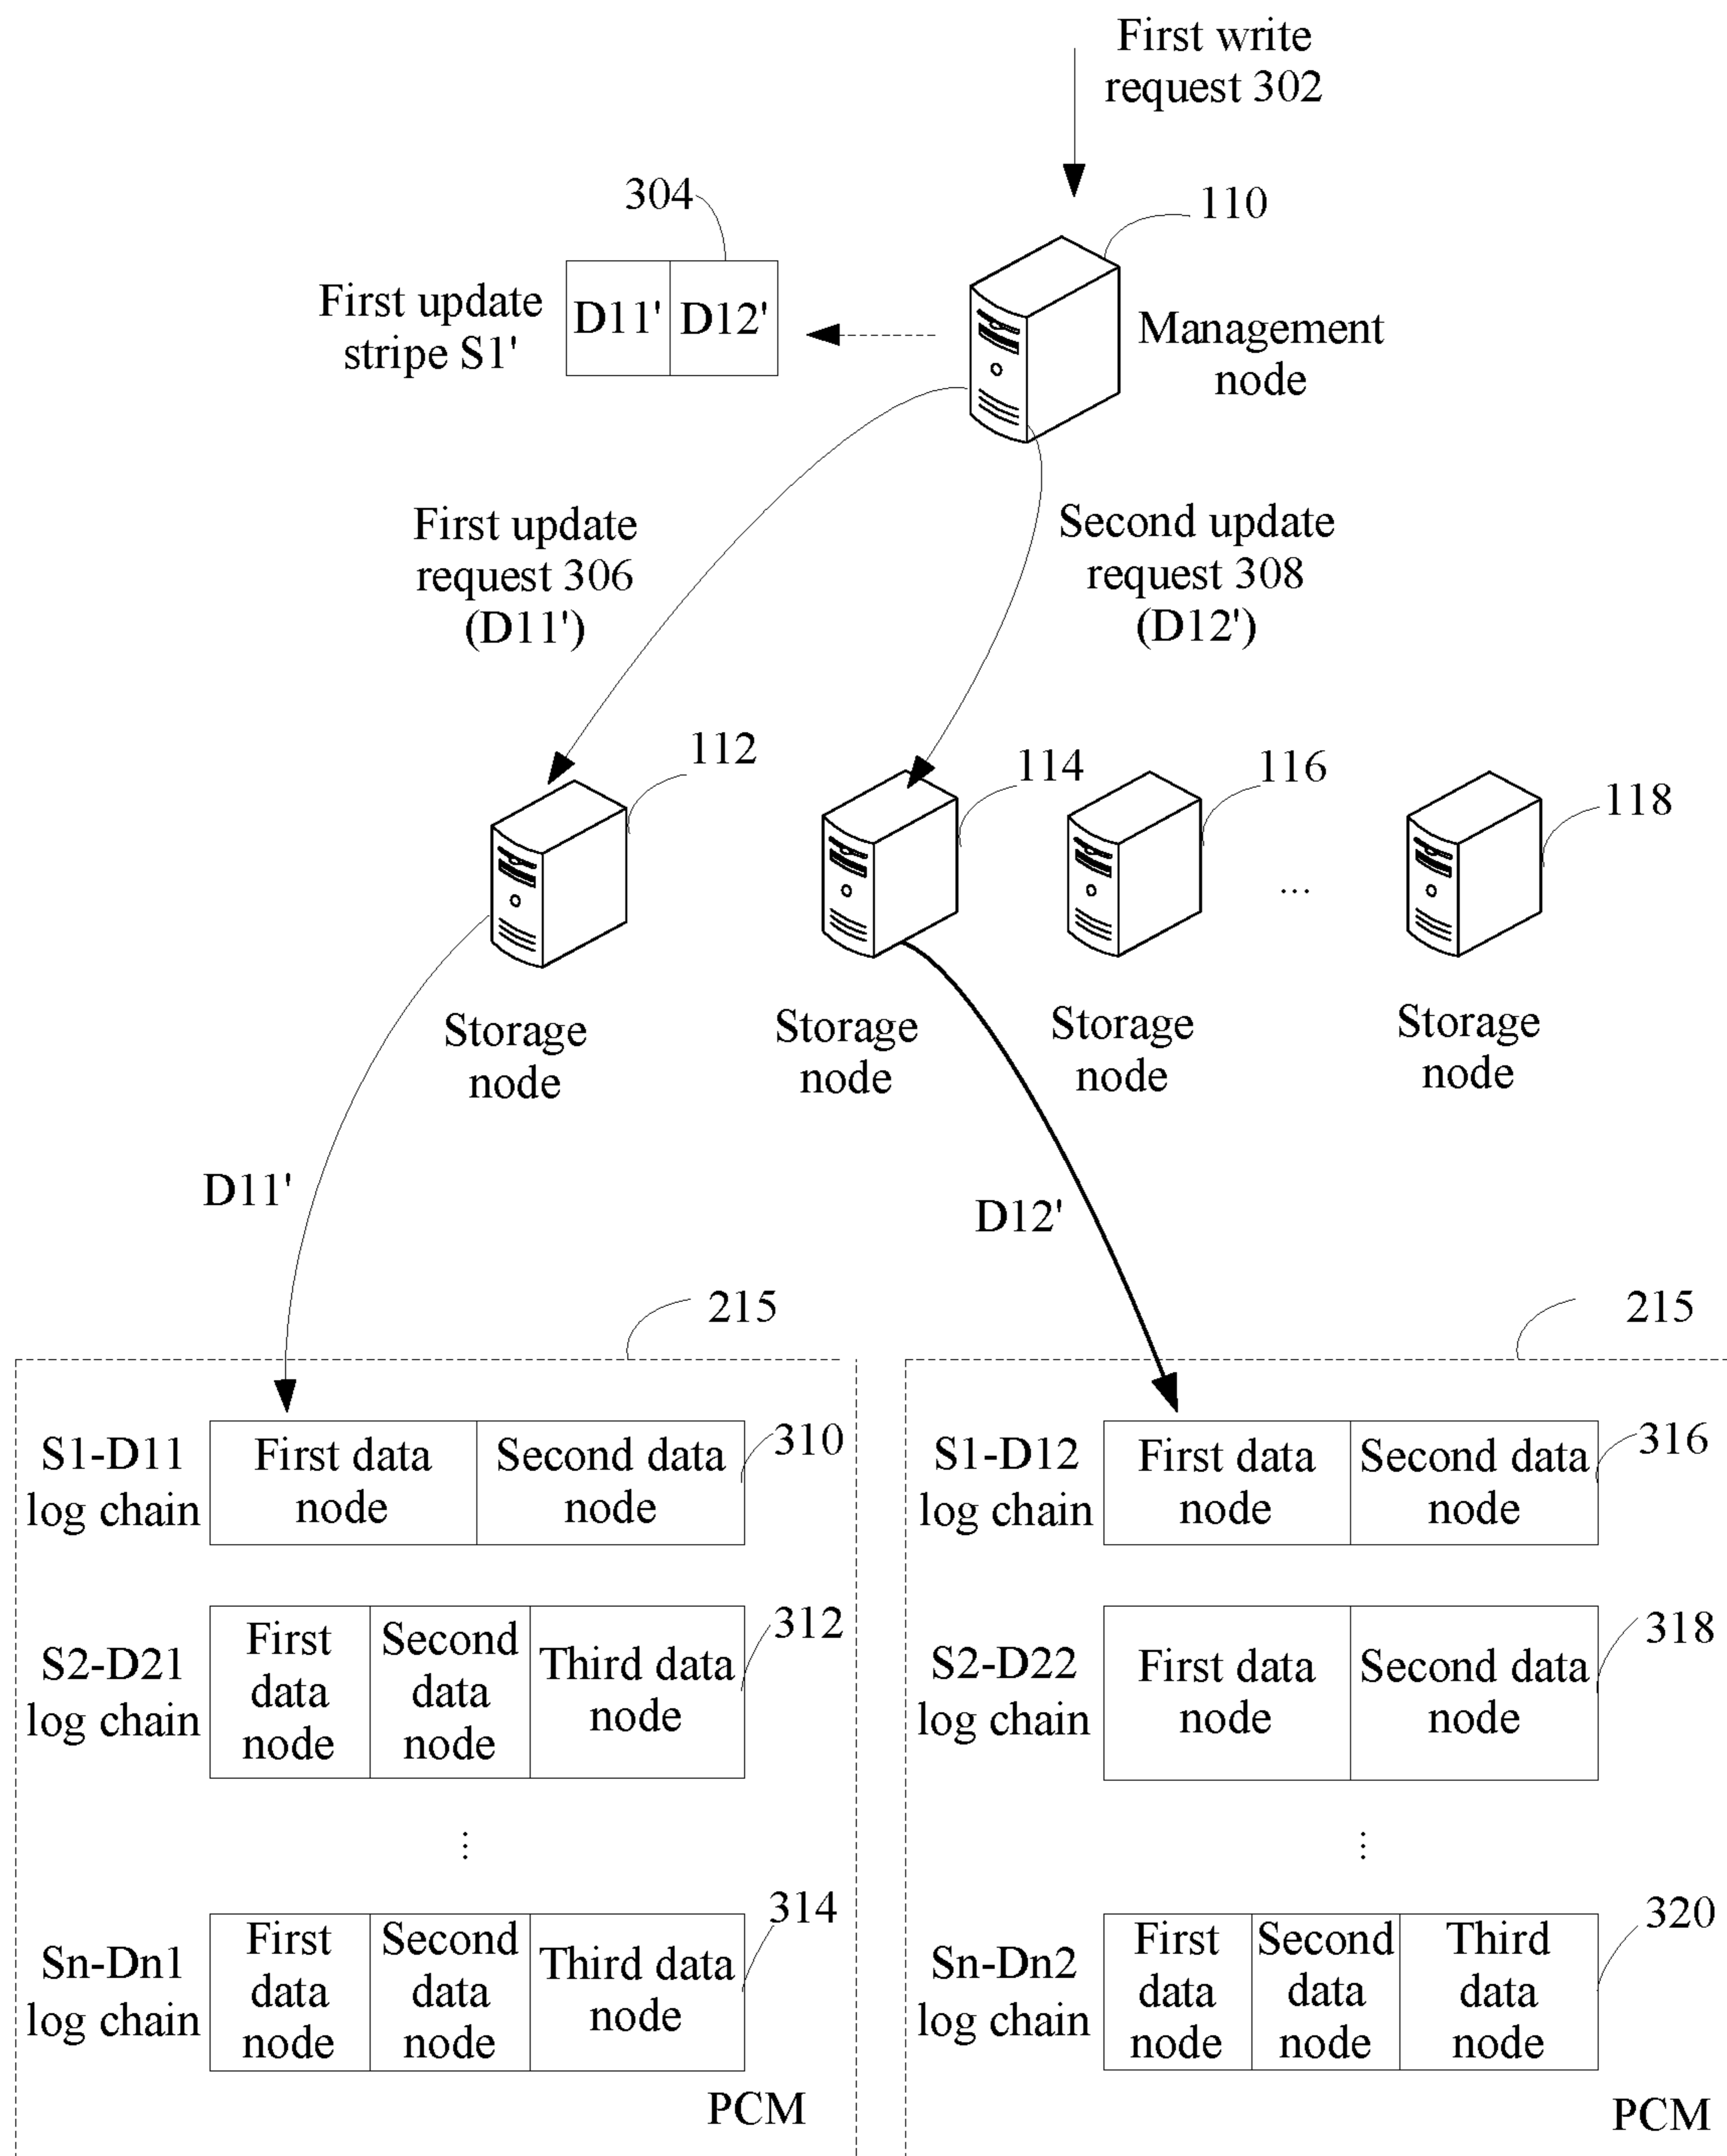 First write
request 302
304
110
First update
stripe S1'
D11' D12'
Management
node
First update
request 306
(D11')
Second update
request 308
(D12')
112
114
116
118
...
Storage
node
Storage
node
Storage
node
Storage
node
D11'
D12'
215
215
S1-D11
log chain
First data
node
Second data
node
310
S2-D21
log chain
First
data
node
Second
data
node
Third data
node
312
⋮
Sn-Dn1
log chain
First
data
node
Second
data
node
Third data
node
314
PCM
S1-D12
log chain
First data
node
Second data
node
316
S2-D22
log chain
First data
node
Second data
node
318
⋮
Sn-Dn2
log chain
First
data
node
Second
data
node
Third
data
node
320
PCM